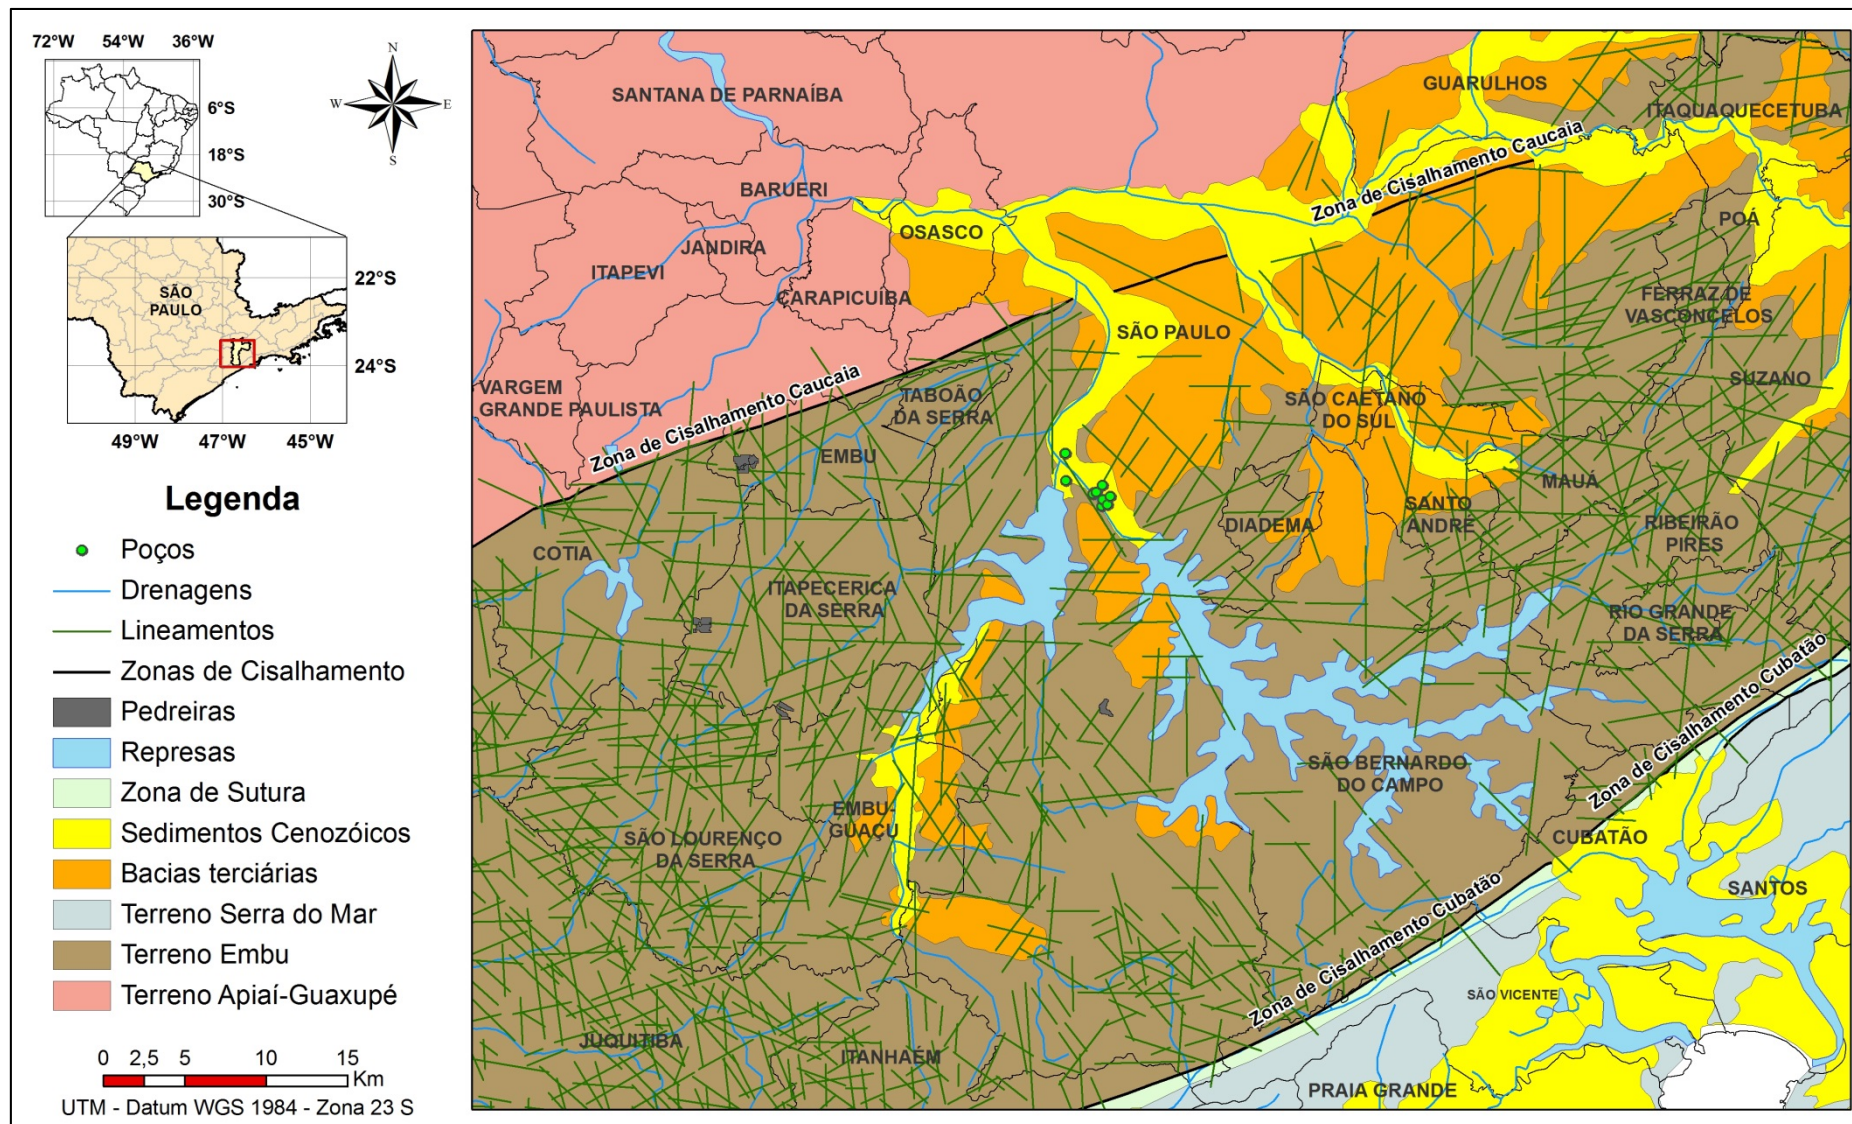 72°W 54°W 36°W
6°S
18°S
30°S
N
W E
S
SÃO
PAULO
22°S
24°S
49°W 47°W 45°W
Legenda
Poços
Drenagens
Lineamentos
Zonas de Cisalhamento
Pedreiras
Represas
Zona de Sutura
Sedimentos Cenozóicos
Bacias terciárias
Terreno Serra do Mar
Terreno Embu
Terreno Apiaí-Guaxupé
0 2,5 5 10 15
Km
UTM - Datum WGS 1984 - Zona 23 S
SANTANA DE PARNAÍBA
GUARULHOS
ITAQUAQUECETUBA
Zona de Cisalhamento Caucaia
BARUERI
OSASCO
POÁ
JANDIRA
ITAPEVI
CARAPICUÍBA
FERRAZ DE
VASCONCELOS
SÃO PAULO
SUZANO
VARGEM
GRANDE PAULISTA
Zona de Cisalhamento Caucaia
TABOÃO
DA SERRA
SÃO CAETANO
DO SUL
EMBU
MAUÁ
SANTO
ANDRÉ
DIADEMA
RIBEIRÃO
PIRES
COTIA
ITAPECERICA
DA SERRA
RIO GRANDE
DA SERRA
Zona de Cisalhamento Cubatão
SÃO BERNARDO
DO CAMPO
EMBU-
GUAÇU
SÃO LOURENÇO
DA SERRA
CUBATÃO
SANTOS
Zona de Cisalhamento Cubatão
SÃO VICENTE
JUQUITIBA
ITANHAÉM
PRAIA GRANDE